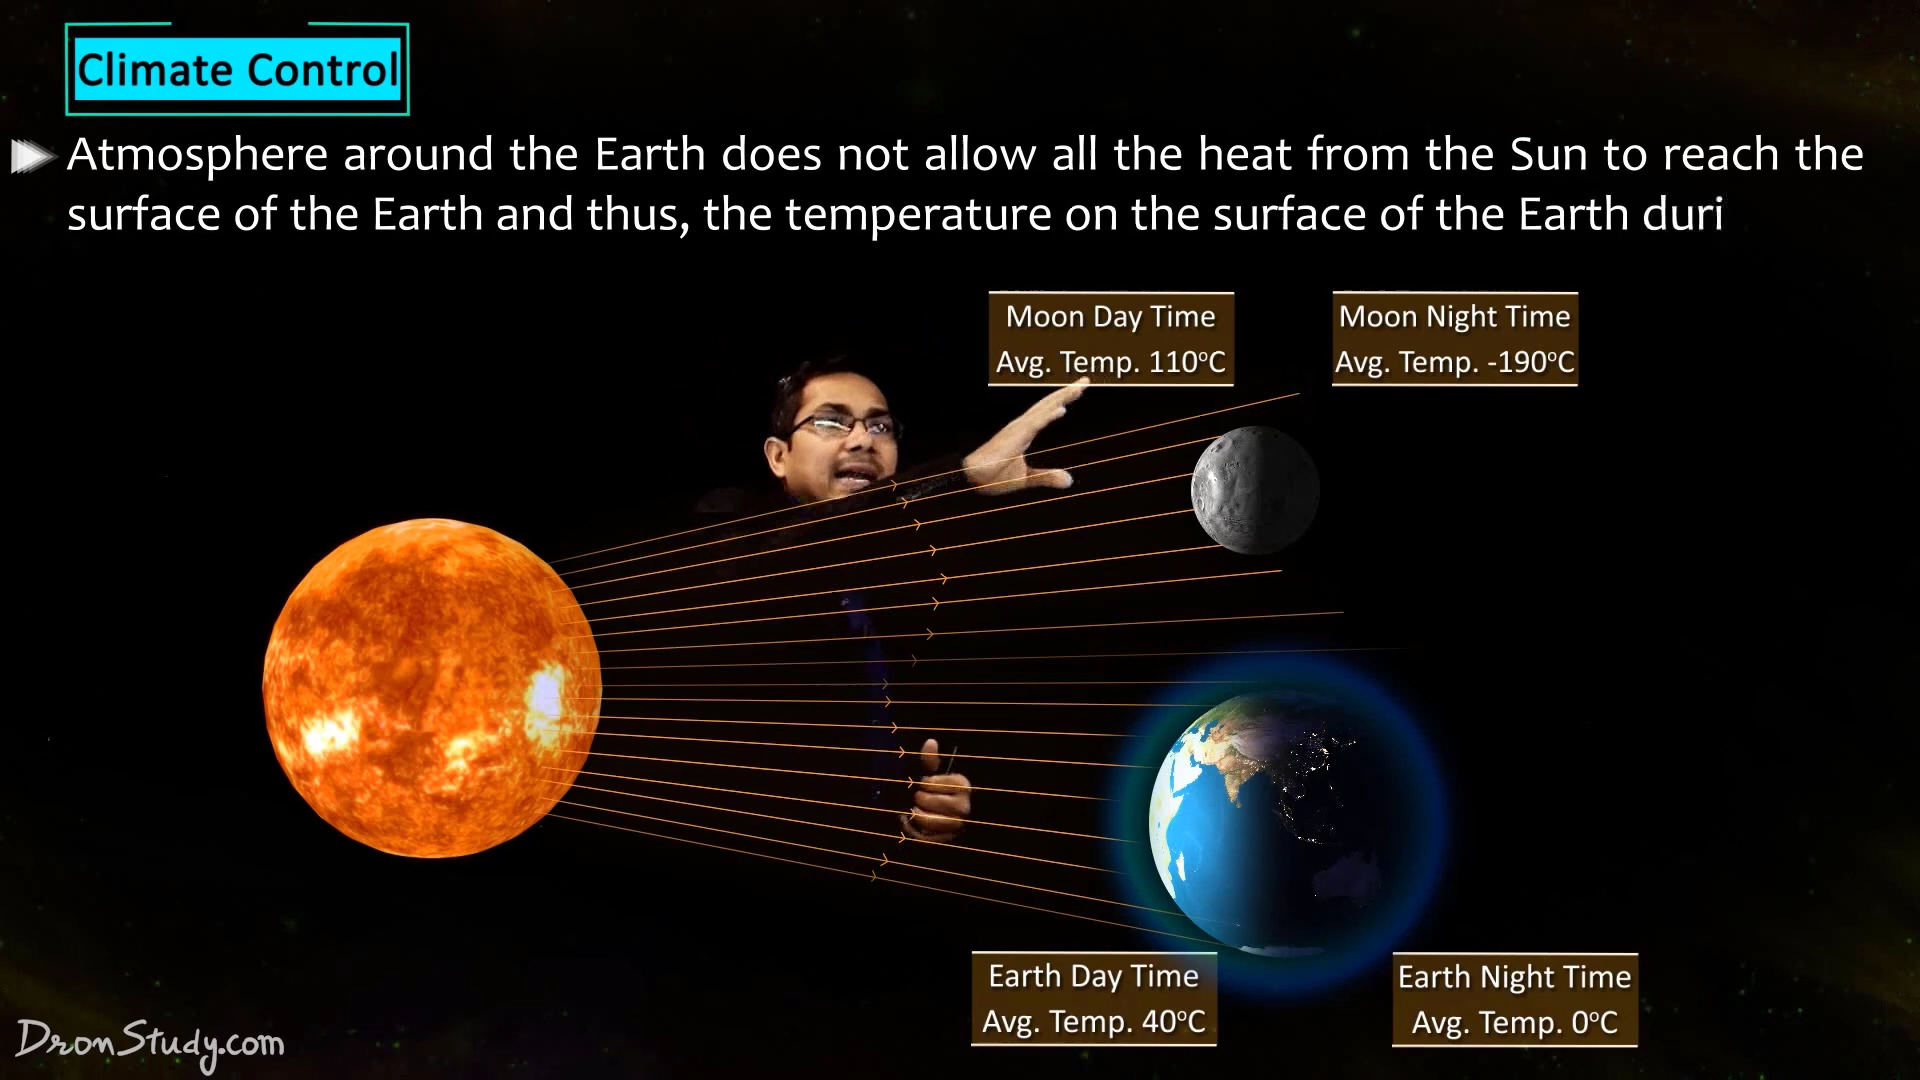 Climate Control
Atmosphere around the Earth does not allow all the heat from the Sun to reach the
surface of the Earth and thus, the temperature on the surface of the Earth duri
Moon Day Time
Avg. Temp. 110°C
Moon Night Time
Avg. Temp. -190°C
Earth Day Time
Avg. Temp. 40°C
Earth Night Time
Avg. Temp. 0°C
DronStudy.com